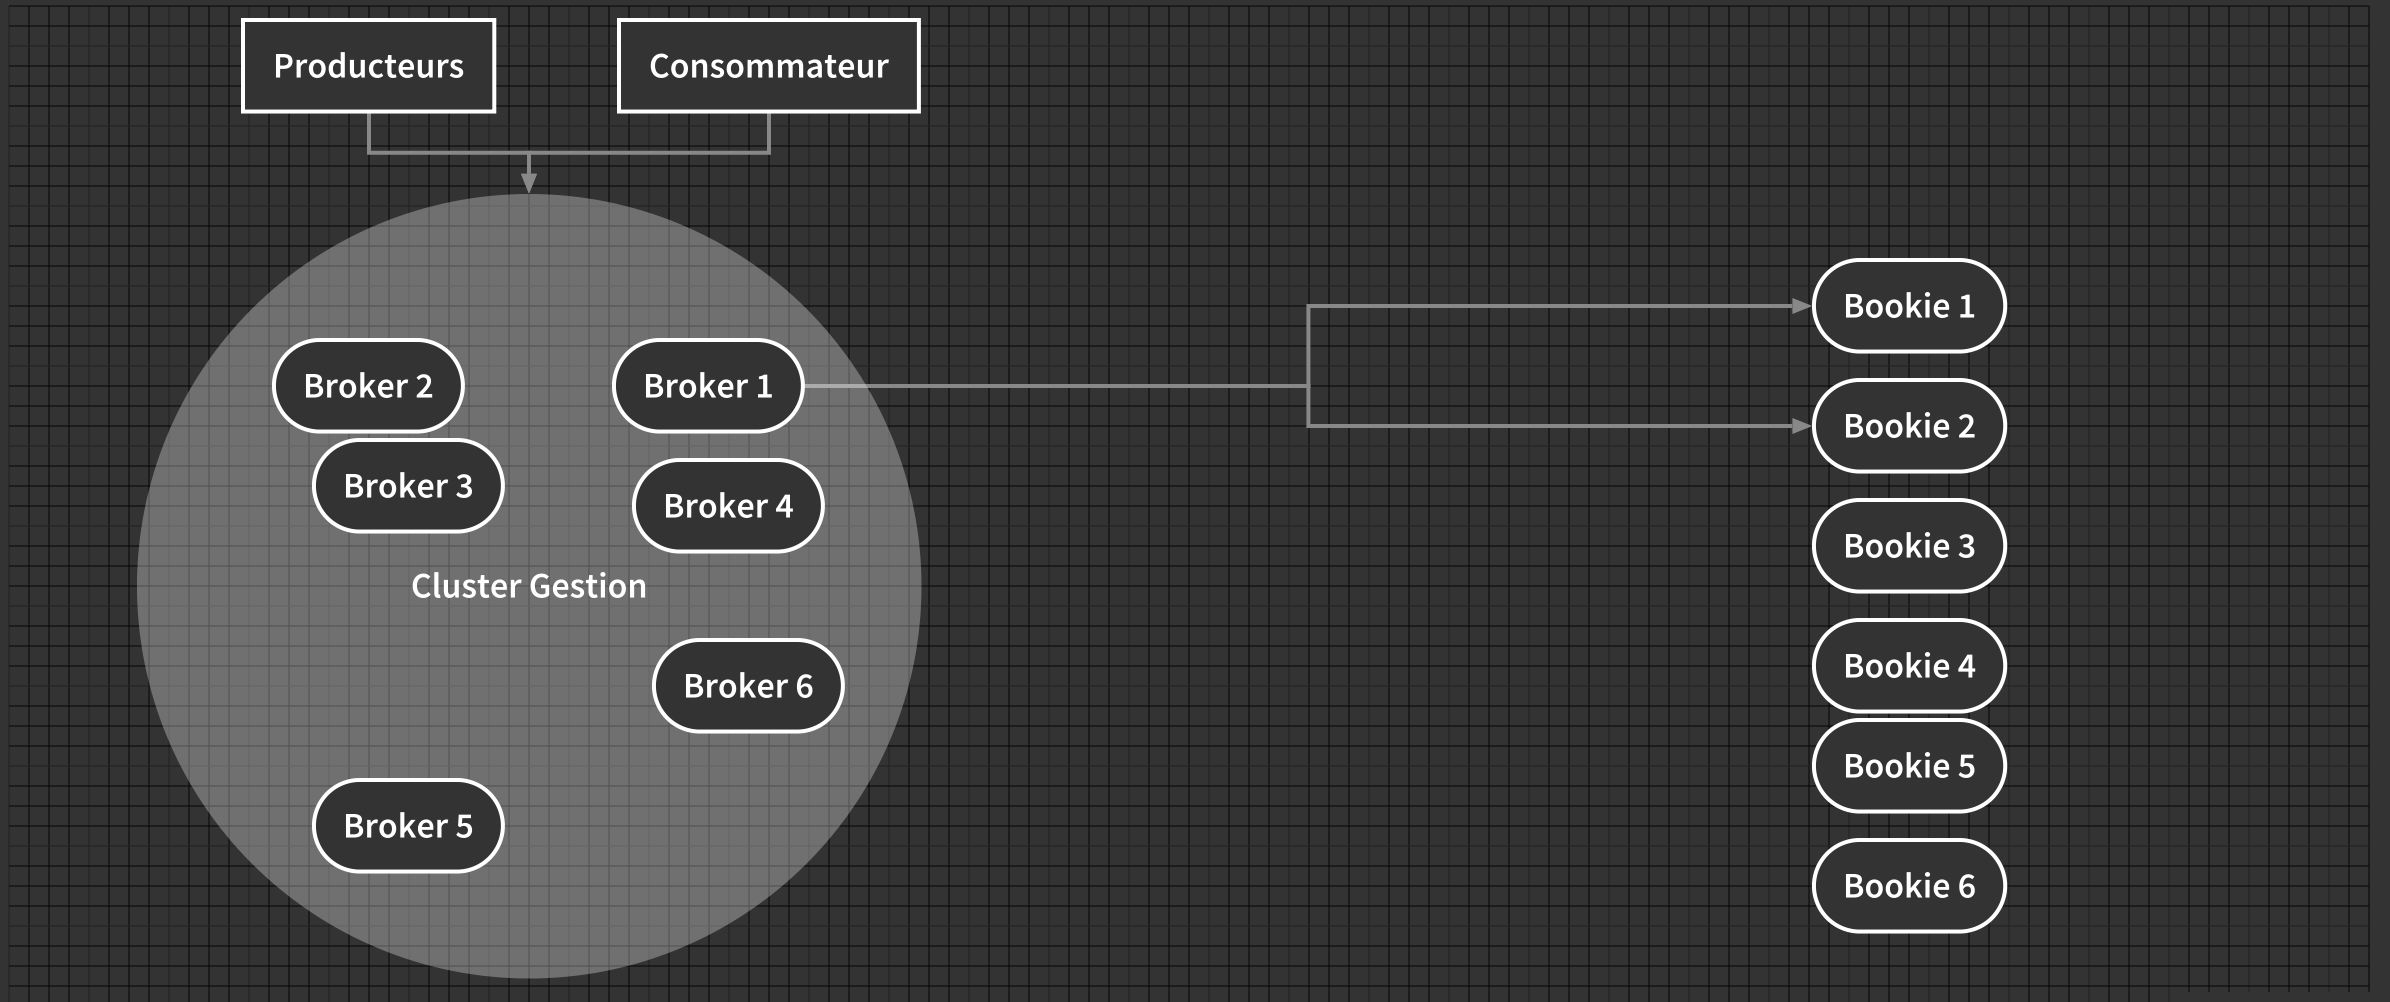 Producteurs
Consommateur
Broker 2
Broker 1
Broker 3
Broker 4
Cluster Gestion
Broker 6
Broker 5
Bookie 1
Bookie 2
Bookie 3
Bookie 4
Bookie 5
Bookie 6